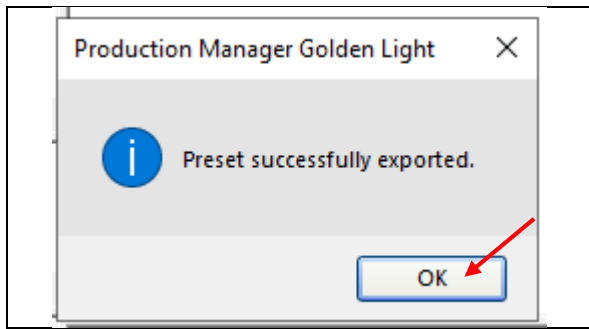 Production Manager Golden Light
Preset successfully exported.
OK